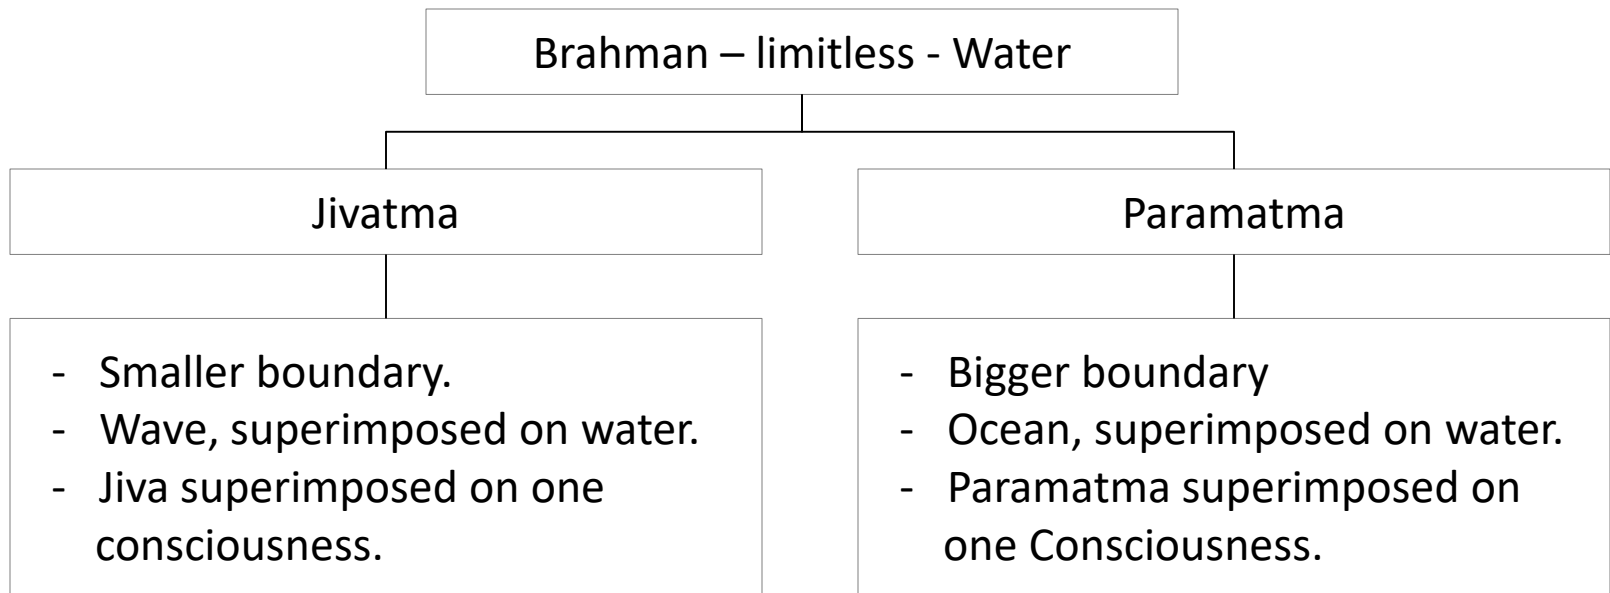 Brahman – limitless - Water
Jivatma
Paramatma
- Smaller boundary.
- Wave, superimposed on water.
- Jiva superimposed on one
consciousness.
- Bigger boundary
- Ocean, superimposed on water.
- Paramatma superimposed on
one Consciousness.